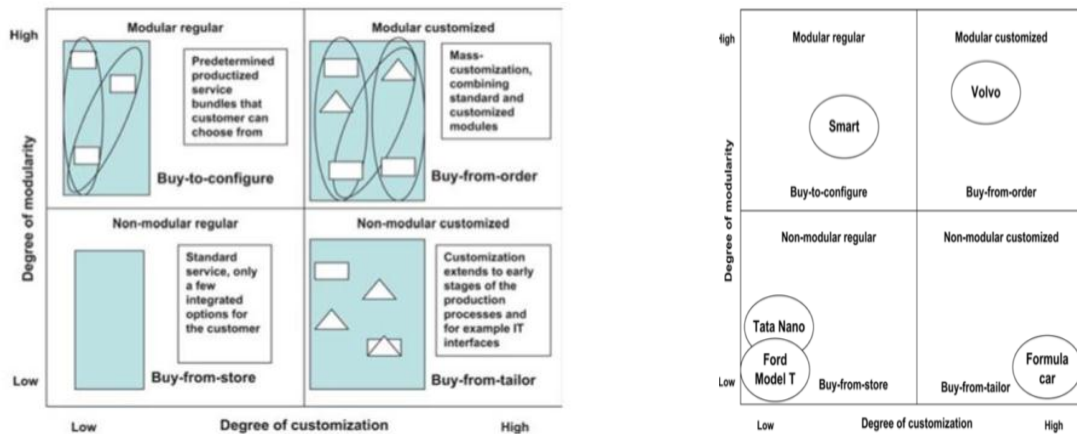 Modular regular
Modular customized
High
Predetermined
productized
service
bundles that
customer can
choose from
Mass-
customization,
combining
standard and
customized
modules
Buy-to-configure
Buy-from-order
Degree of modularity
Non-modular regular
Non-modular customized
Standard
service, only
a few
integrated
options for
the customer
Customization
extends to early
stages of the
production
processes and
for example IT
interfaces
Low
Buy-from-store
Buy-from-tailor
Low
Degree of customization
High
High
Modular regular
Modular customized
Smart
Volvo
Buy-to-configure
Buy-from-order
Degree of modularity
Non-modular regular
Non-modular customized
Tata Nano
Ford
Model T
Formula
car
Low
Buy-from-store
Buy-from-tailor
Low
Degree of customization
High